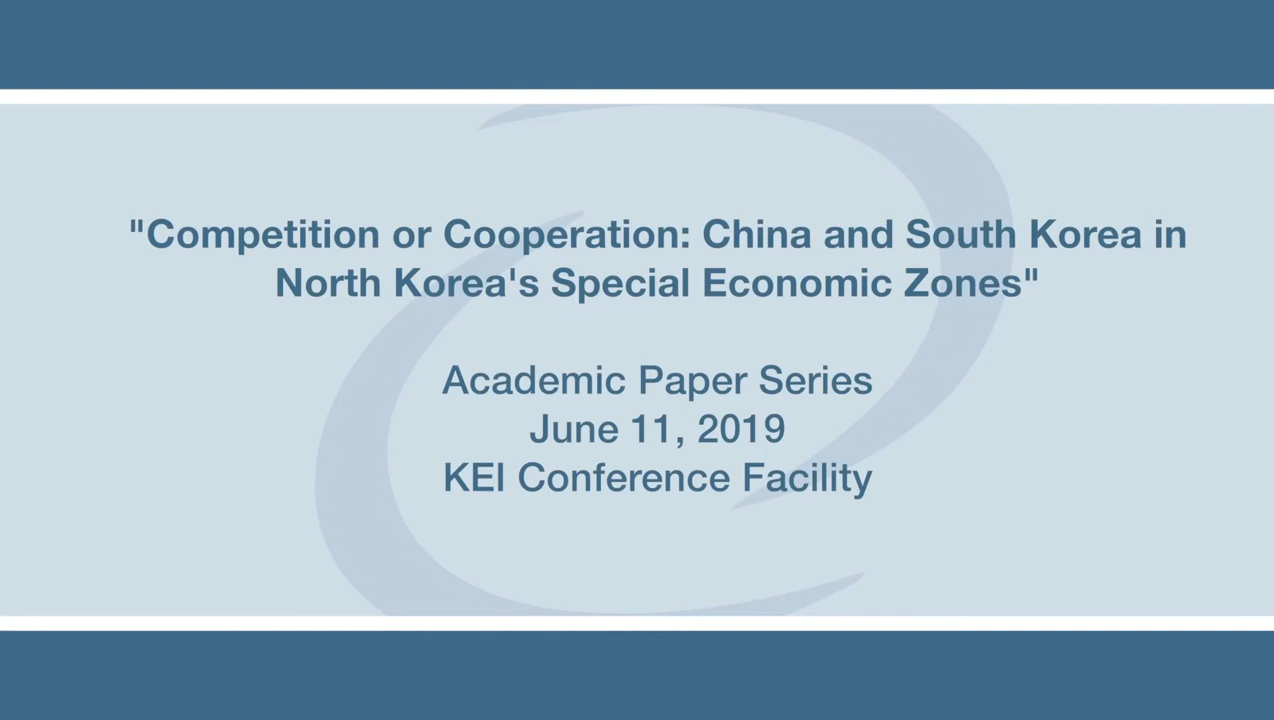 "Competition or Cooperation: China and South Korea in
North Korea's Special Economic Zones"
Academic Paper Series
June 11, 2019
KEI Conference Facility